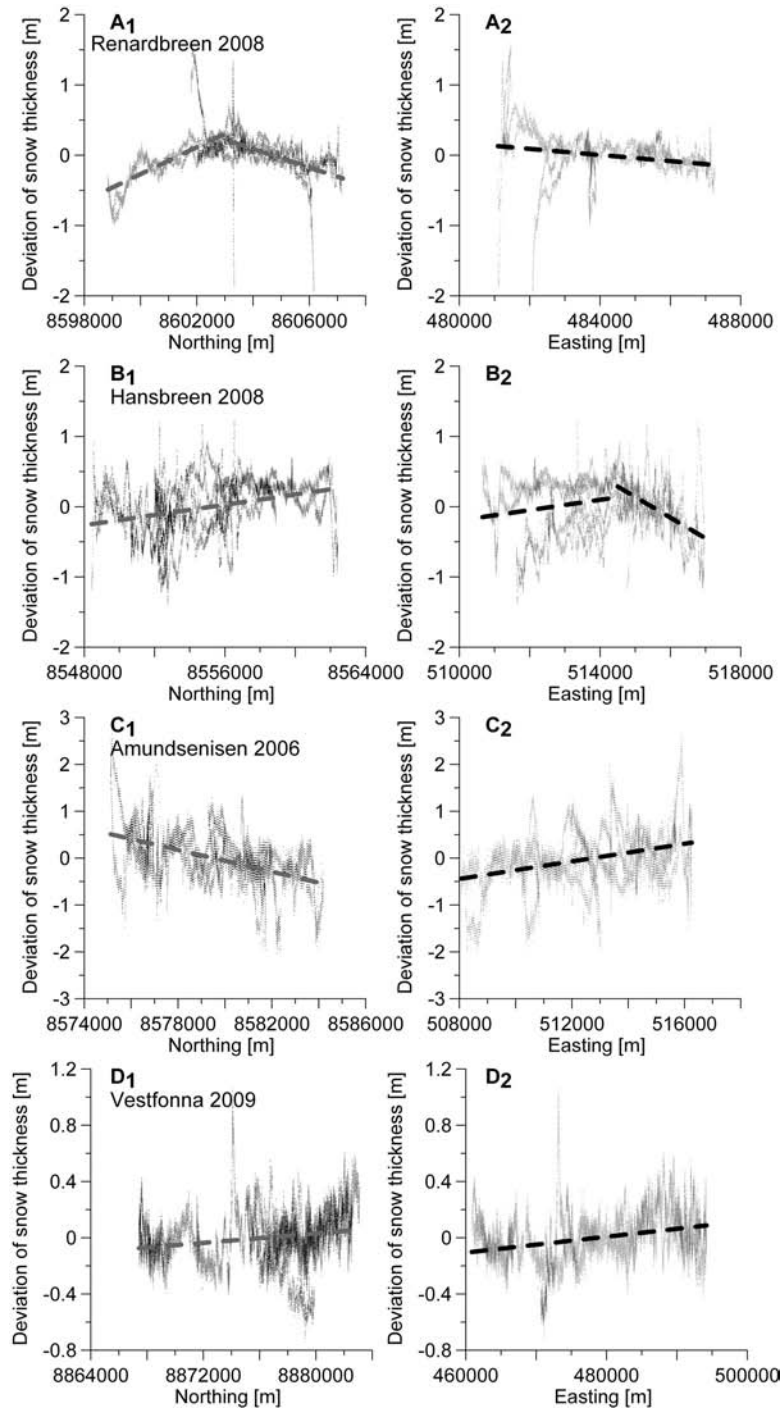 A1
Renardbreen 2008
Deviation of snow thickness [m]
2
1
0
-1
-2
8598000 8602000 8606000
Northing [m]
A2
Deviation of snow thickness [m]
2
1
0
-1
-2
480000 484000 488000
Easting [m]
B1
Hansbreen 2008
Deviation of snow thickness [m]
2
1
0
-1
-2
8548000 8556000 8564000
Northing [m]
B2
Deviation of snow thickness [m]
2
1
0
-1
-2
510000 514000 518000
Easting [m]
C1
Amundsenisen 2006
Deviation of snow thickness [m]
3
2
1
0
-1
-2
-3
8574000 8578000 8582000 8586000
Northing [m]
C2
Deviation of snow thickness [m]
3
2
1
0
-1
-2
-3
508000 512000 516000
Easting [m]
D1
Vestfonna 2009
Deviation of snow thickness [m]
1.2
0.8
0.4
0
-0.4
-0.8
8864000 8872000 8880000
Northing [m]
D2
Deviation of snow thickness [m]
1.2
0.8
0.4
0
-0.4
-0.8
460000 480000 500000
Easting [m]